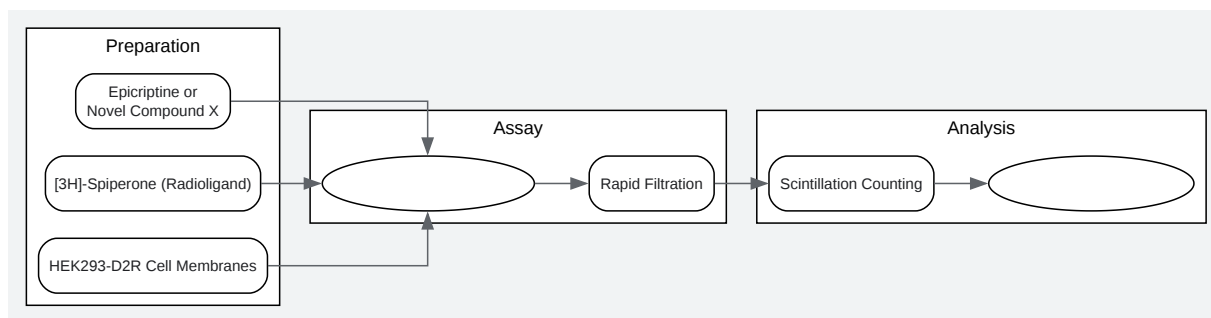 Preparation
Epicriptine or
Novel Compound X
[3H]-Spiperone (Radioligand)
HEK293-D2R Cell Membranes
Assay
Rapid Filtration
Analysis
Scintillation Counting